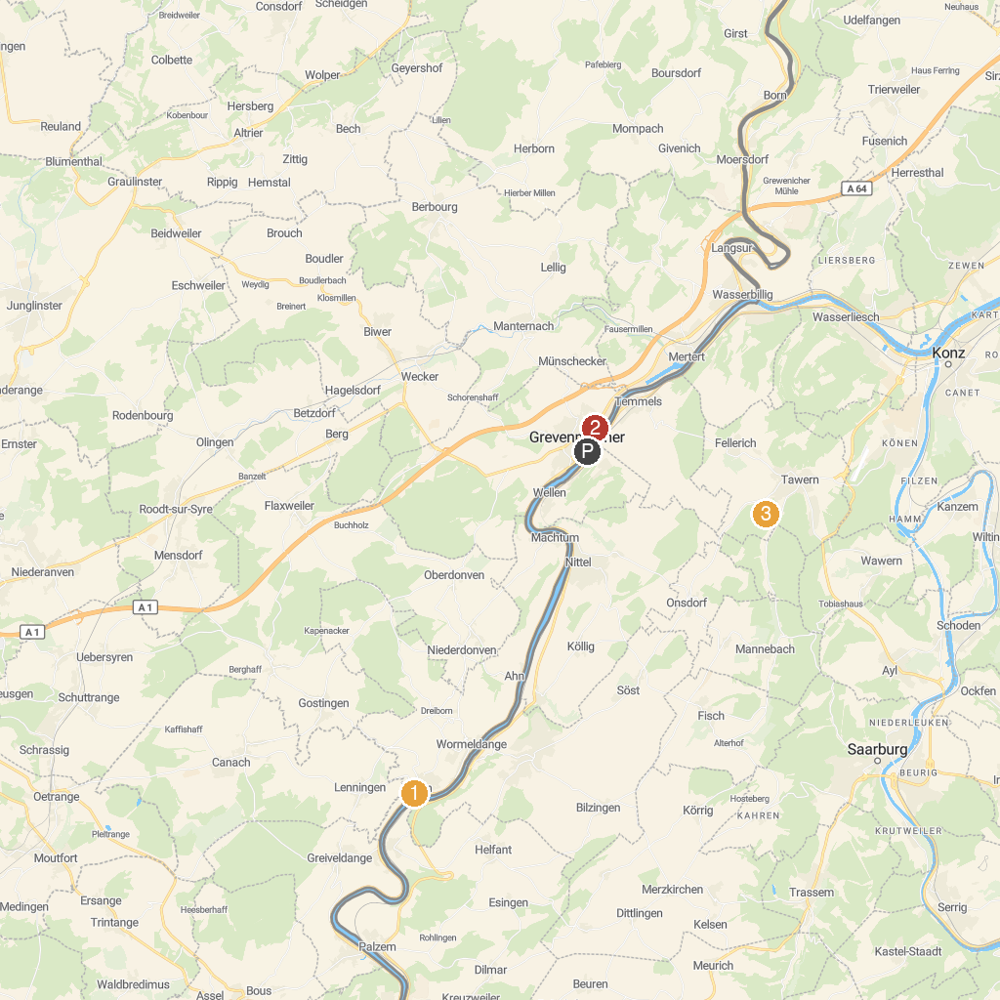 Consdorf
Scheidgen
Neuhaus
Breidweiler
Udelfangen
Girst
Colbette
Geyershof
Pafebierg
Wolper
Boursdorf
Haus Ferring
Trierweiler
Born
Hersberg
Kobenbour
Lilien
Reuland
Altrier
Bech
Mompach
Fusenich
Herborn
Givenich
Blumenthal
Zittig
Moersdorf
Herresthal
Graulinster
Rippig
Hemstal
Grewenicher
Mühle
A 64
Hierber Millen
Berbourg
Beidweiler
Brouch
Langsur
Boudler
Lellig
LIERSBERG
ZEWEN
Eschweiler
Weydig
Boudlerbach
Klosmillen
Wasserbillig
Junglinster
Breinert
Wasserliesch
Manternach
Fausermillen
Biwer
Konz
Münschecker
Mertert
Wecker
Hagelsdorf
CANET
Schorenshaff
Temmels
Rodenbourg
Betzdorf
2
Berg
Ernster
Olingen
Fellerich
KÖNEN
P
Banzelt
Tawern
FILZEN
Wellen
Roodt-sur-Syre
Flaxweiler
Kanzem
3
HAMM
Buchholz
Machtum
Mensdorf
Nittel
Wawern
Niederanven
Oberdonven
Onsdorf
Tobiashaus
A 1
A 1
Kapenacker
Schoden
Niederdonven
Köllig
Mannebach
Uebersyren
Berghaff
Ayl
Ahn
Söst
Ockfen
Schuttrange
Gostingen
Dreiborn
Fisch
NIEDERLEUKEN
Kaffishaff
Wormeldange
Alterhof
Schrassig
Saarburg
Canach
BEURIG
Lenningen
1
Oetrange
Hosteberg
Bilzingen
Körrig
KAHREN
Pleitrange
KRUTWEILER
Moutfort
Greiveldange
Helfant
Merzkirchen
Trassem
Ersange
Medingen
Heesberhaff
Esingen
Serrig
Trintange
Dittlingen
Kelsen
Rohlingen
Palzem
Kastel-Staadt
Dilmar
Meurich
Waldbredimus
Bous
Beuren
Assel
Kreuzweiler